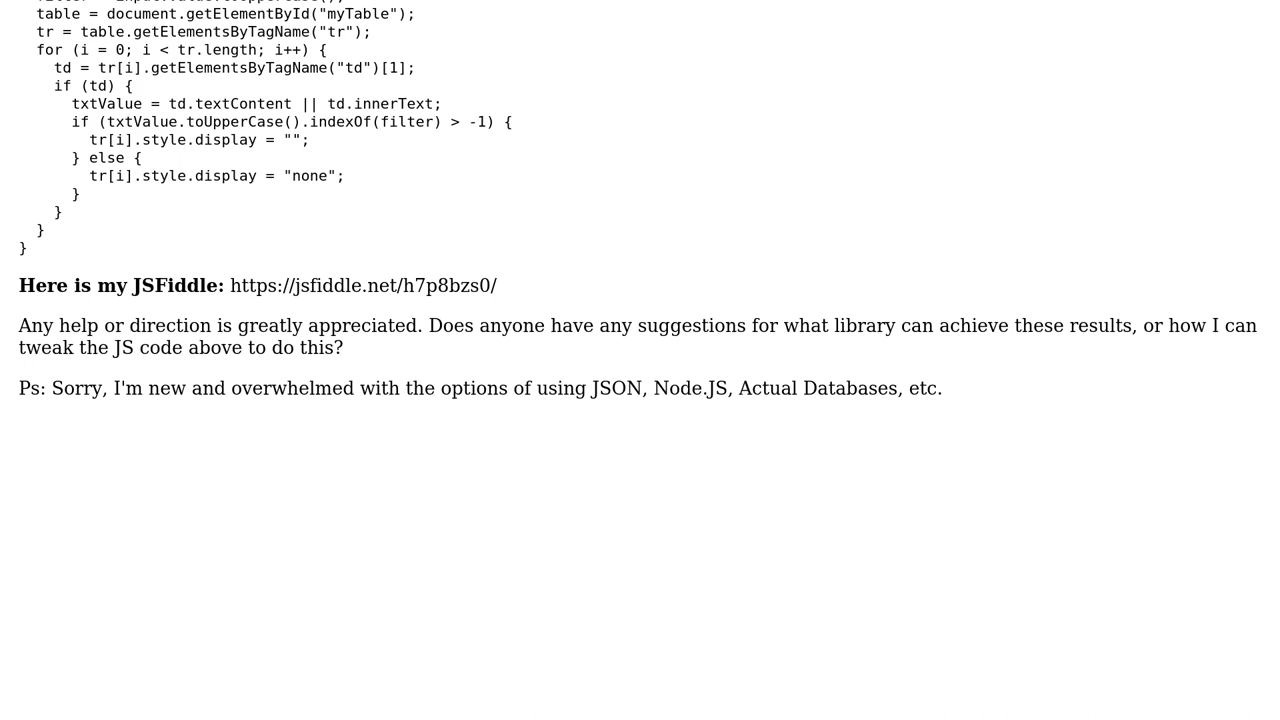 table = document.getElementById("myTable");
tr = table.getElementsByTagName("tr");
for (i = 0; i < tr.length; i++) {
td = tr[i].getElementsByTagName("td")[1];
if (td) {
txtValue = td.textContent || td.innerText;
if (txtValue.toUpperCase().indexOf(filter) > -1) {
tr[i].style.display = "";
} else {
tr[i].style.display = "none";
}
}
}
}
Here is my JSFiddle: https://jsfiddle.net/h7p8bzs0/
Any help or direction is greatly appreciated. Does anyone have any suggestions for what library can achieve these results, or how I can
tweak the JS code above to do this?
Ps: Sorry, I'm new and overwhelmed with the options of using JSON, Node.JS, Actual Databases, etc.